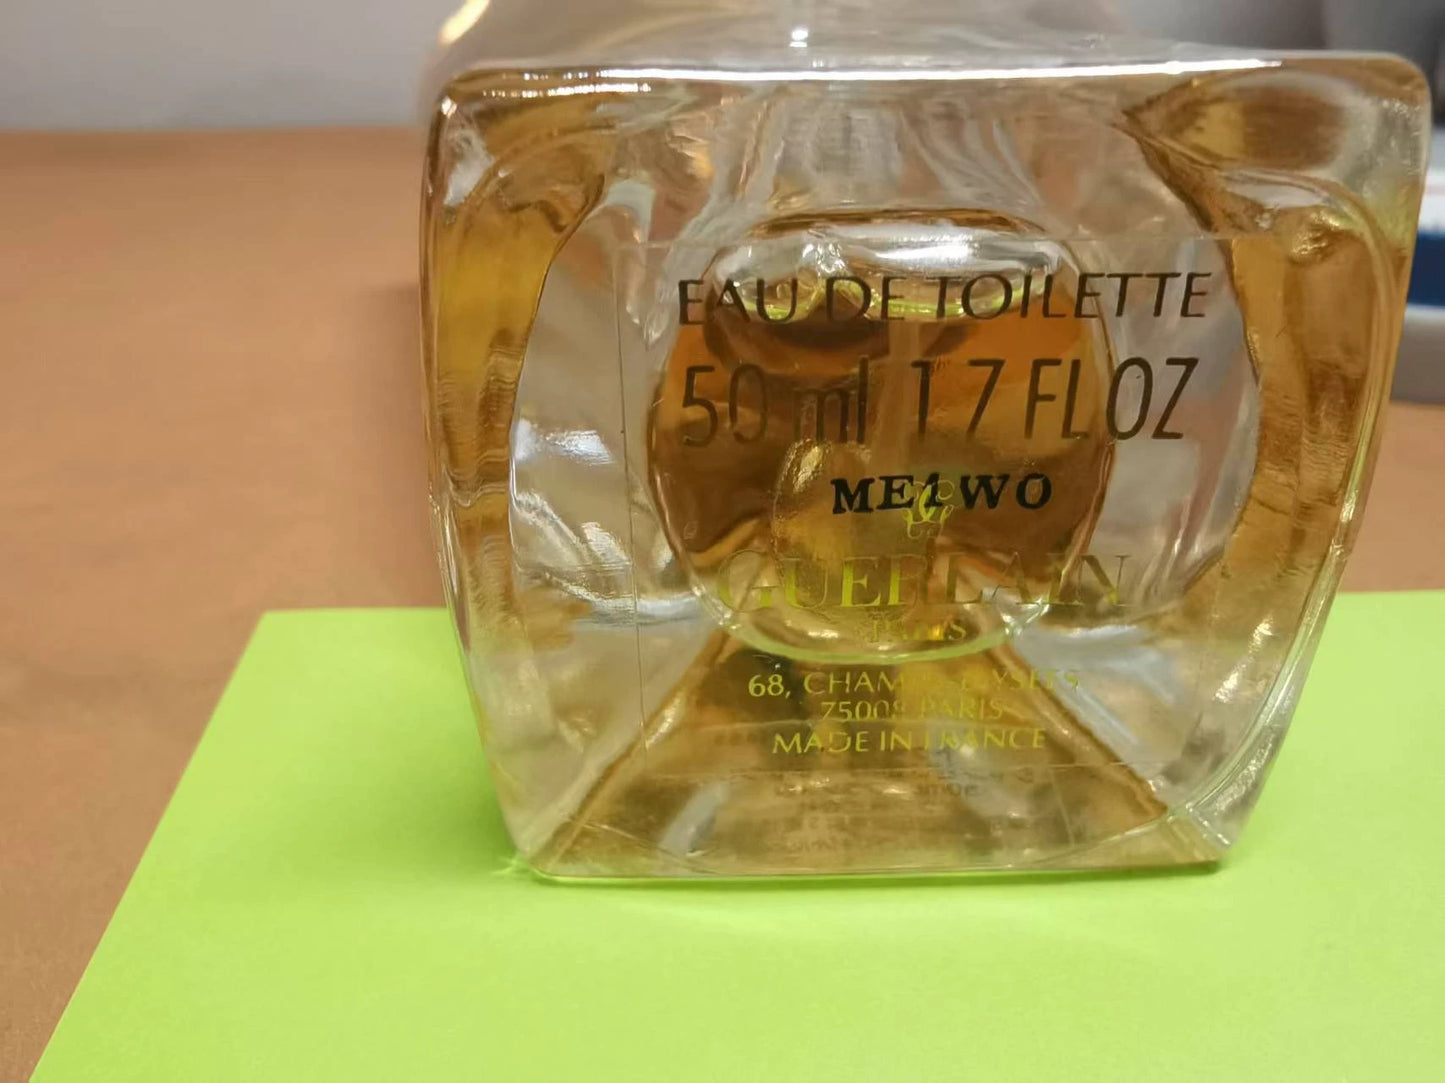 EAU DE TOILETTE
50 ml 1 7 FL OZ
ME1WO
GUERLAIN
PARIS
68, CHAMPS-ELYSEES
75008 PARIS
MADE IN FRANCE